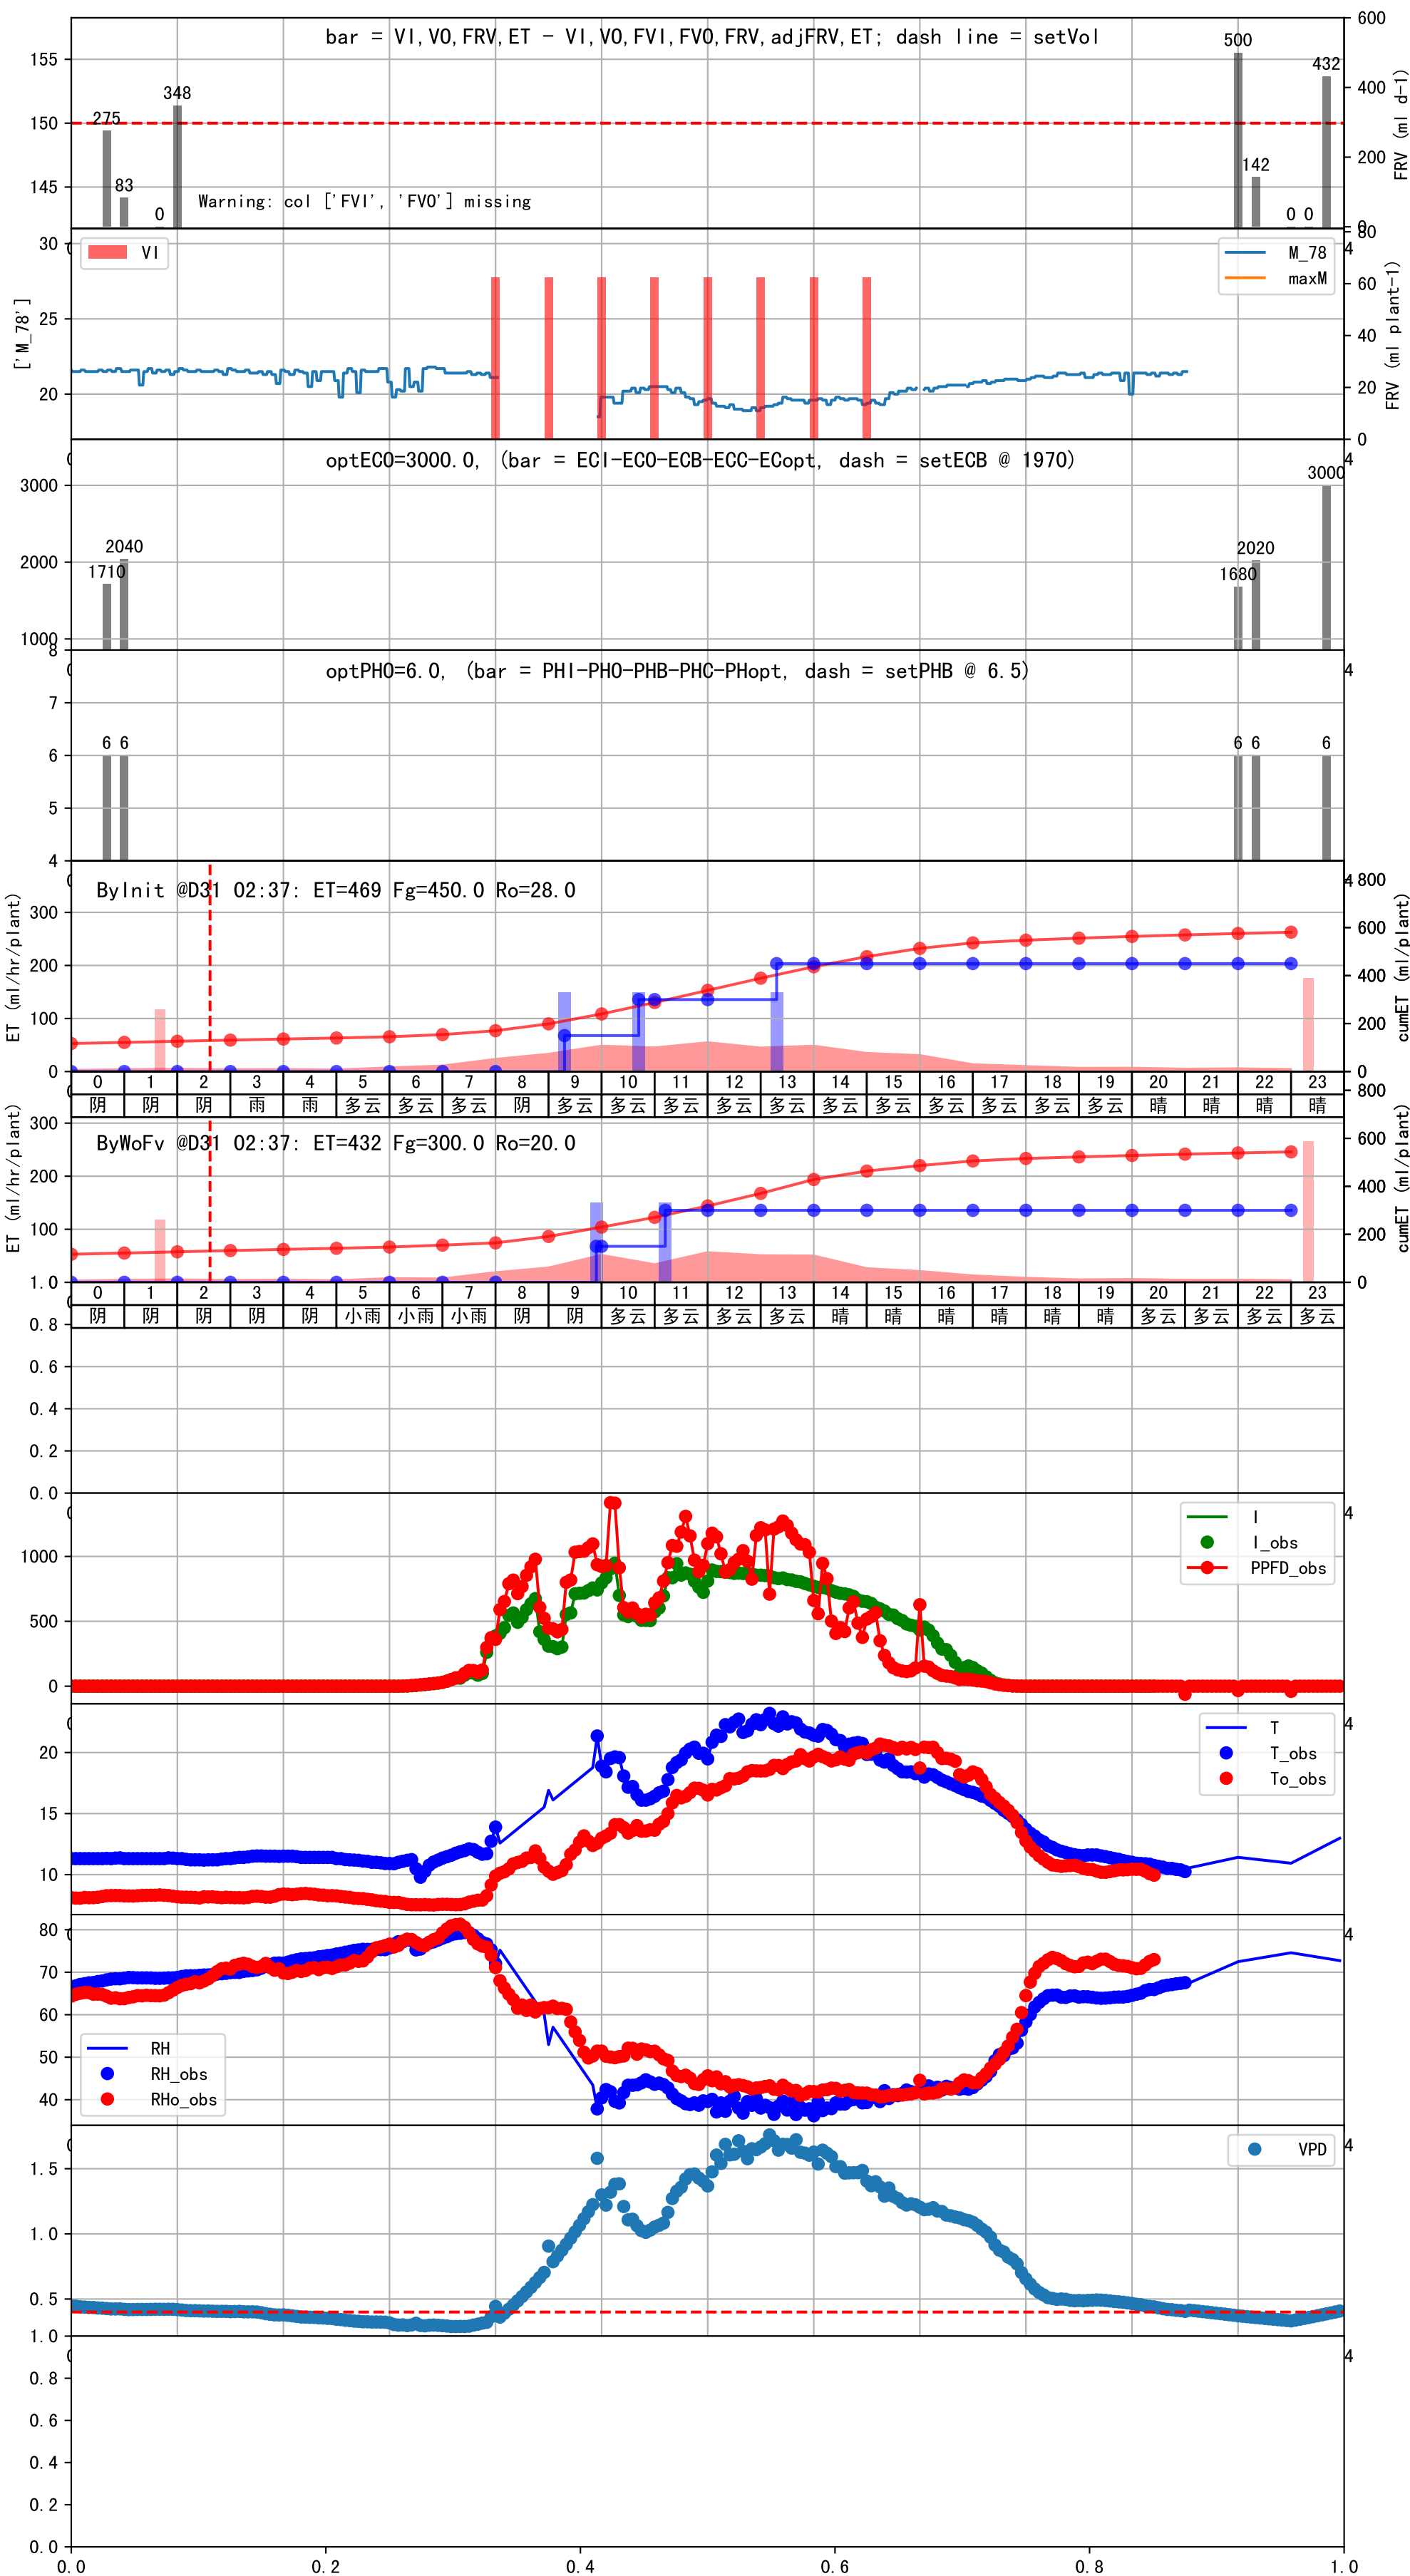 bar = VI,VO,FRV,ET - VI,VO,FVI,FVO,FRV,adjFRV,ET; dash line = setVol
155
150
145
275
83
0
348
500
142
0
0
432
Warning: col ['FVI', 'FVO'] missing
600
400
200
0
FRV (ml d-1)
VI
M_78
maxM
['M_78']
30
25
20
80
60
40
20
0
FRV (ml plant-1)
optECO=3000.0, (bar = ECI-ECO-ECB-ECC-ECopt, dash = setECB @ 1970)
3000
2000
1000
1710
2040
1680
2020
3000
optPHO=6.0, (bar = PHI-PHO-PHB-PHC-PHopt, dash = setPHB @ 6.5)
8
7
6
5
4
6
6
6
6
6
ByInit @D31 02:37: ET=469 Fg=450.0 Ro=28.0
ET (ml/hr/plant)
300
200
100
0
800
600
400
200
0
cumET (ml/plant)
0 1 2 3 4 5 6 7 8 9 10 11 12 13 14 15 16 17 18 19 20 21 22 23
阴 阴 阴 雨 雨 多云 多云 多云 阴 多云 多云 多云 多云 多云 多云 多云 多云 多云 多云 多云 晴 晴 晴 晴
ByWoFv @D31 02:37: ET=432 Fg=300.0 Ro=20.0
ET (ml/hr/plant)
300
200
100
0
800
600
400
200
0
cumET (ml/plant)
0 1 2 3 4 5 6 7 8 9 10 11 12 13 14 15 16 17 18 19 20 21 22 23
阴 阴 阴 阴 阴 小雨 小雨 小雨 阴 阴 多云 多云 多云 多云 晴 晴 晴 晴 晴 晴 多云 多云 多云 多云
0.8
0.6
0.4
0.2
0.0
I
I_obs
PPFD_obs
1000
500
0
T
T_obs
To_obs
20
15
10
RH
RH_obs
RHo_obs
80
70
60
50
40
VPD
1.5
1.0
0.5
1.0
0.8
0.6
0.4
0.2
0.0
0.0 0.2 0.4 0.6 0.8 1.0